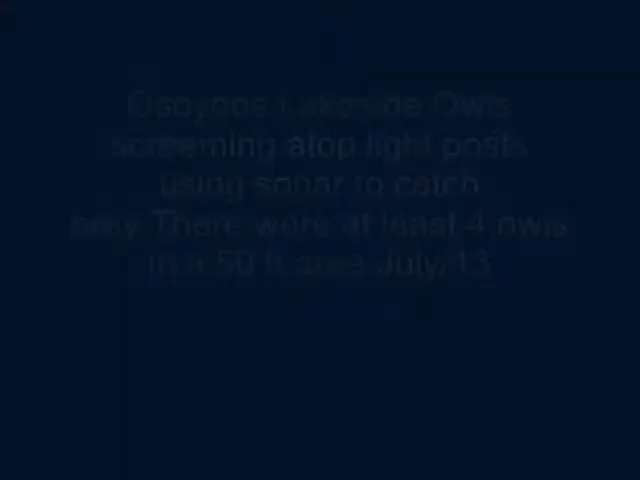 Osoyoos Lakeside Owls
screeming atop light posts
using sonar to catch
prey There were at least 4 owls
in a 50 ft area July/13